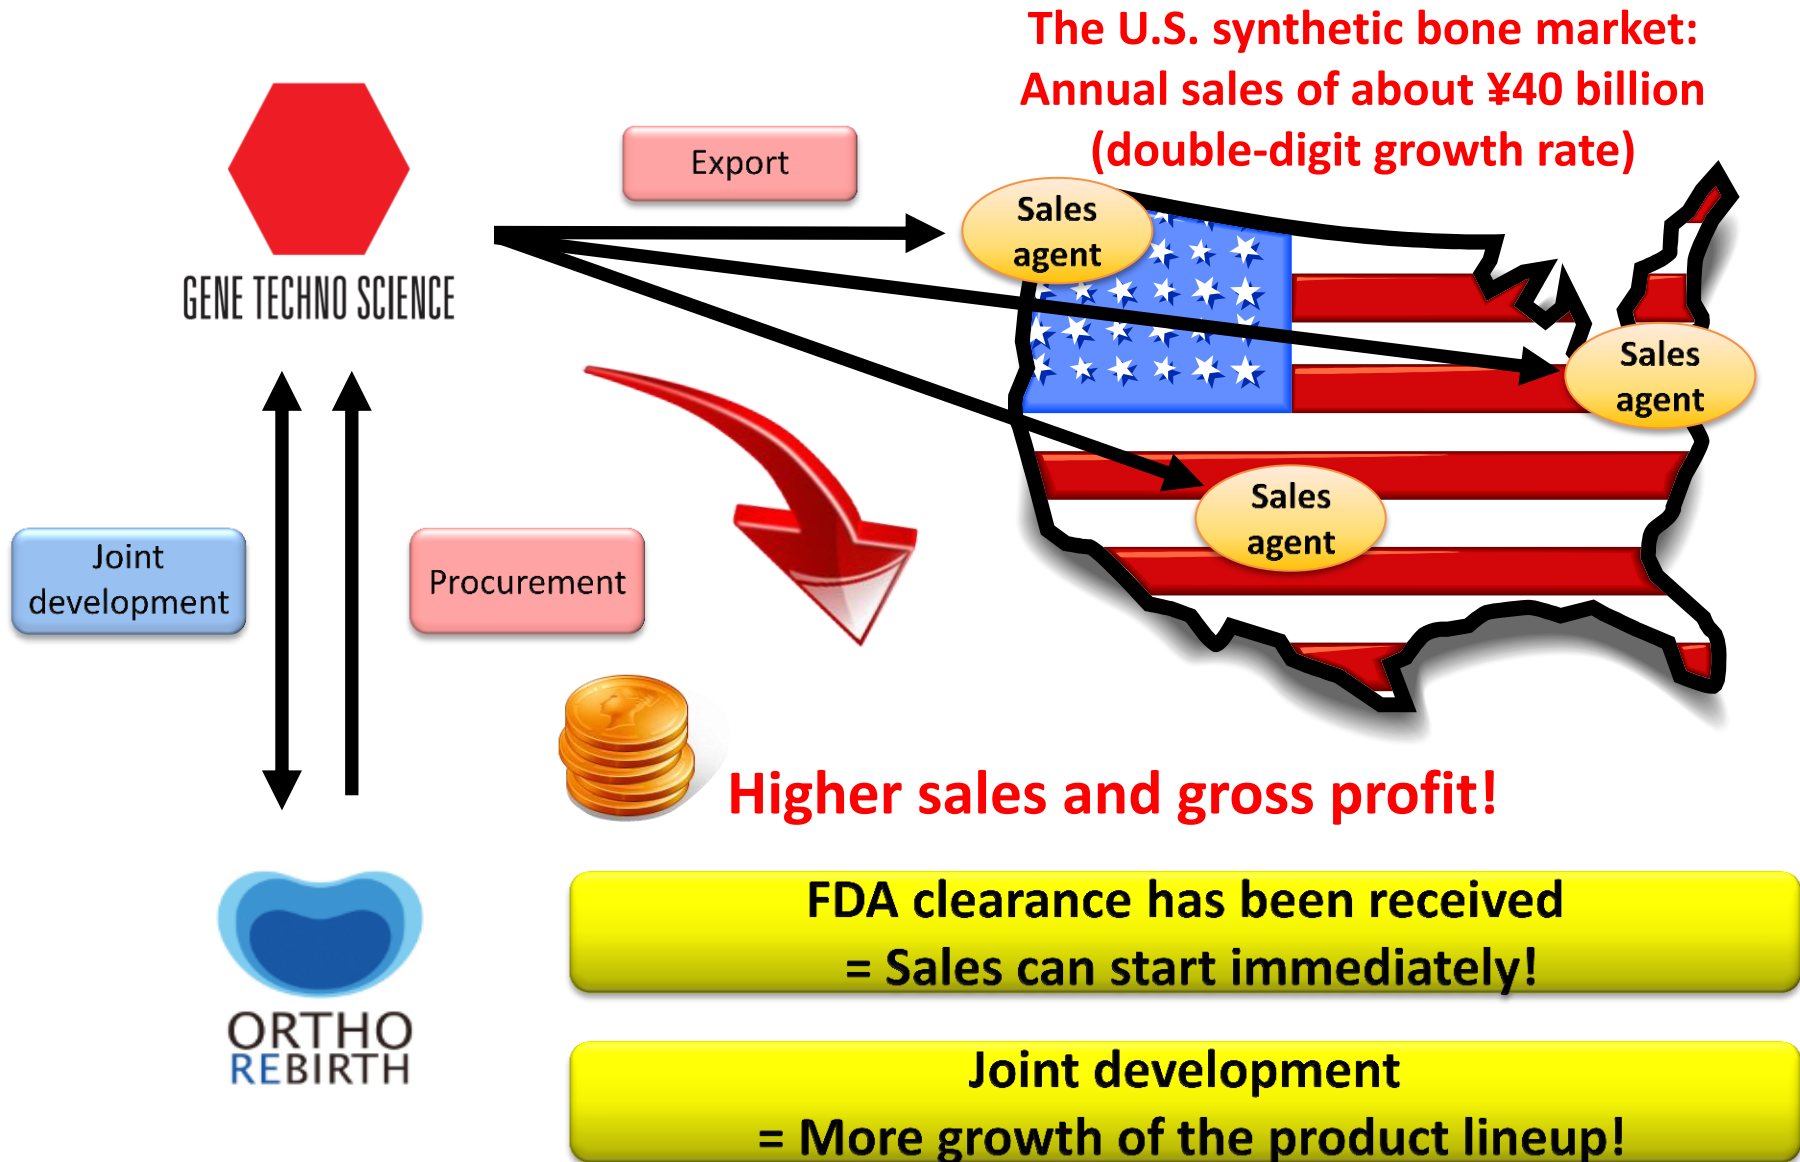 The U.S. synthetic bone market:
Annual sales of about ¥40 billion
(double-digit growth rate)
GENE TECHNO SCIENCE
Export
Sales
agent
Sales
agent
Sales
agent
Joint
development
Procurement
Higher sales and gross profit!
ORTHO
REBIRTH
FDA clearance has been received
= Sales can start immediately!
Joint development
= More growth of the product lineup!